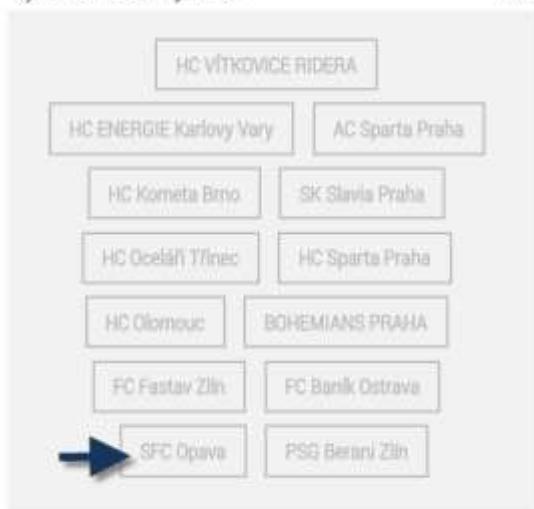 HC VÍTKOVICE RIDERA
HC ENERGIE Karlovy Vary AC Sparta Praha
HC Kometa Brno SK Slavia Praha
HC Oceláři Třinec HC Sparta Praha
HC Olomouc BOHEMIANS PRAHA
FC Fastav Zlín FC Baník Ostrava
SFC Opava PSG Berani Zlín